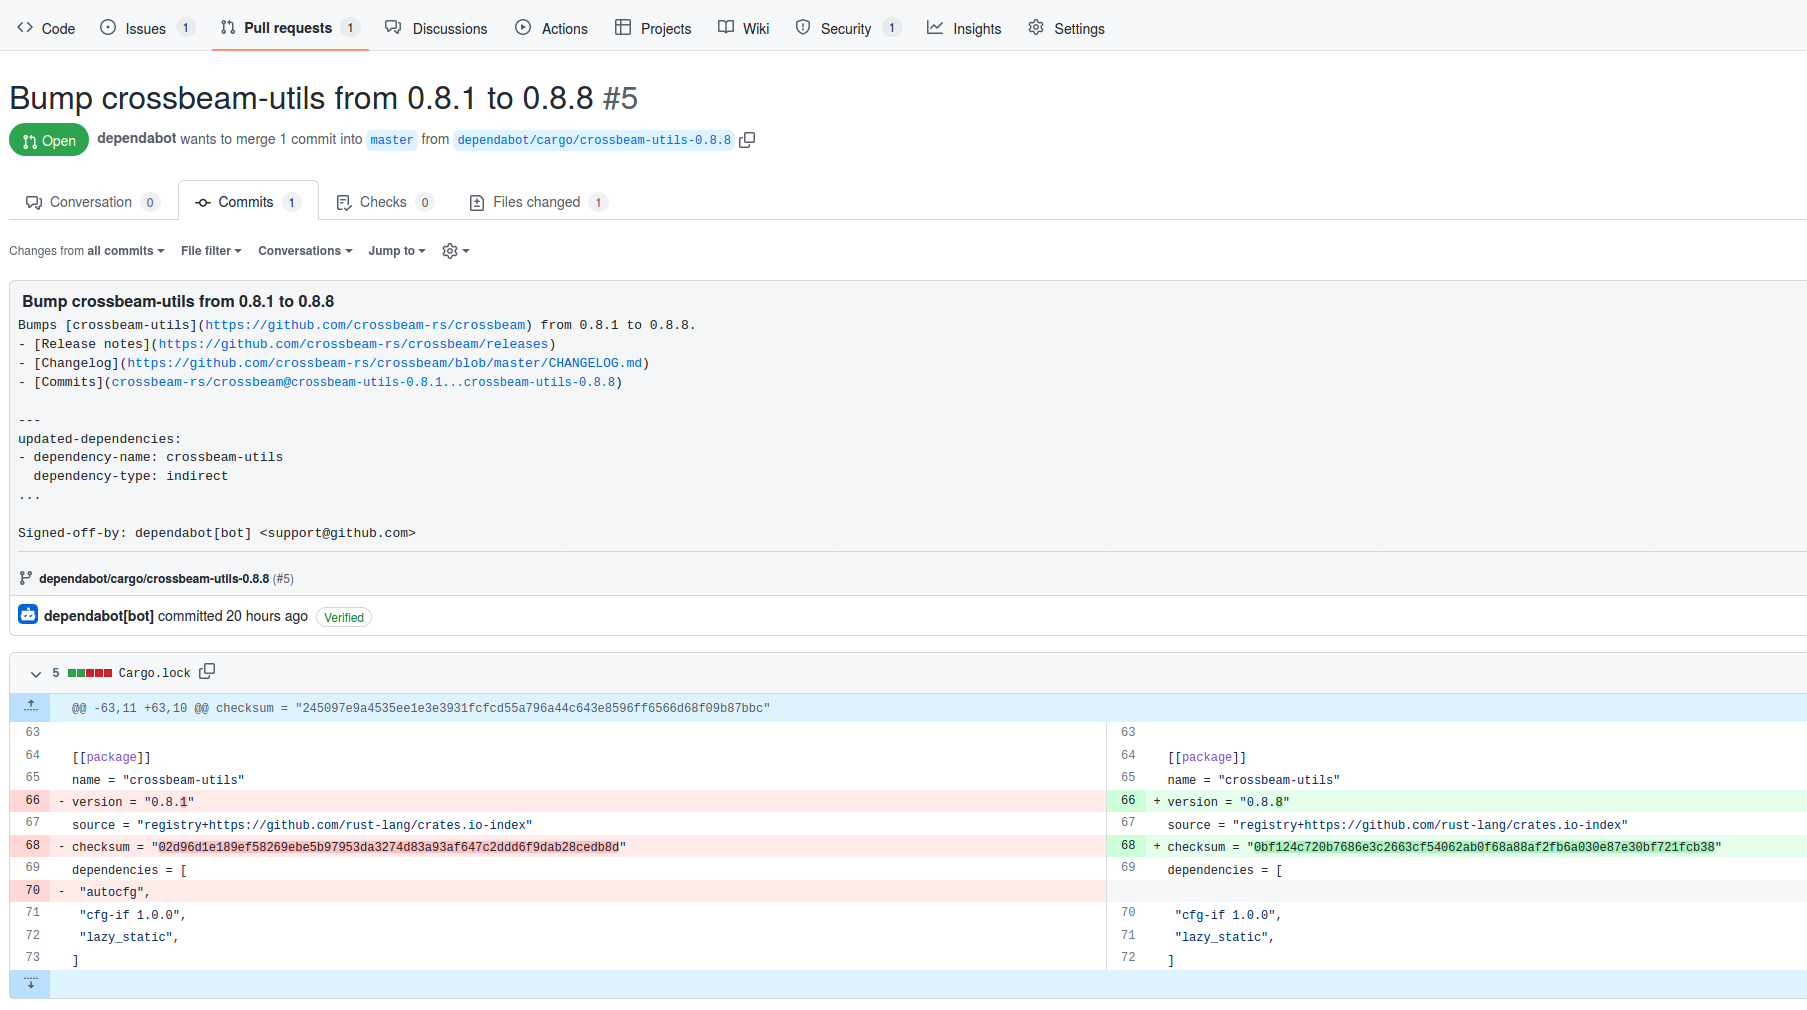 Code Issues 1 Pull requests 1 Discussions Actions Projects Wiki Security 1 Insights Settings
Bump crossbeam-utils from 0.8.1 to 0.8.8 #5
Open dependabot wants to merge 1 commit into master from dependabot/cargo/crossbeam-utils-0.8.8
Conversation 0 Commits 1 Checks 0 Files changed 1
Changes from all commits File filter Conversations Jump to
Bump crossbeam-utils from 0.8.1 to 0.8.8
Bumps [crossbeam-utils](https://github.com/crossbeam-rs/crossbeam) from 0.8.1 to 0.8.8.
- [Release notes](https://github.com/crossbeam-rs/crossbeam/releases)
- [Changelog](https://github.com/crossbeam-rs/crossbeam/blob/master/CHANGELOG.md)
- [Commits](crossbeam-rs/crossbeam@crossbeam-utils-0.8.1...crossbeam-utils-0.8.8)
---
updated-dependencies:
- dependency-name: crossbeam-utils
dependency-type: indirect
...
Signed-off-by: dependabot[bot] <support@github.com>
dependabot/cargo/crossbeam-utils-0.8.8 (#5)
dependabot[bot] committed 20 hours ago Verified
5 Cargo.lock
@@ -63,11 +63,10 @@ checksum = "245097e9a4535ee1e3e3931fcfcd55a796a44c643e8596ff6566d68f09b87bbc"
63 63
64 [[package]] 64 [[package]]
65 name = "crossbeam-utils" 65 name = "crossbeam-utils"
66 - version = "0.8.1" 66 + version = "0.8.8"
67 source = "registry+https://github.com/rust-lang/crates.io-index" 67 source = "registry+https://github.com/rust-lang/crates.io-index"
68 - checksum = "02d96d1e189ef58269ebe5b97953da3274d83a93af647c2ddd6f9dab28cedb8d" 68 + checksum = "0bf124c720b7686e3c2663cf54062ab0f68a88af2fb6a030e87e30bf721fcb38"
69 dependencies = [ 69 dependencies = [
70 - "autocfg",
71 "cfg-if 1.0.0", 70 "cfg-if 1.0.0",
72 "lazy_static", 71 "lazy_static",
73 ] 72 ]